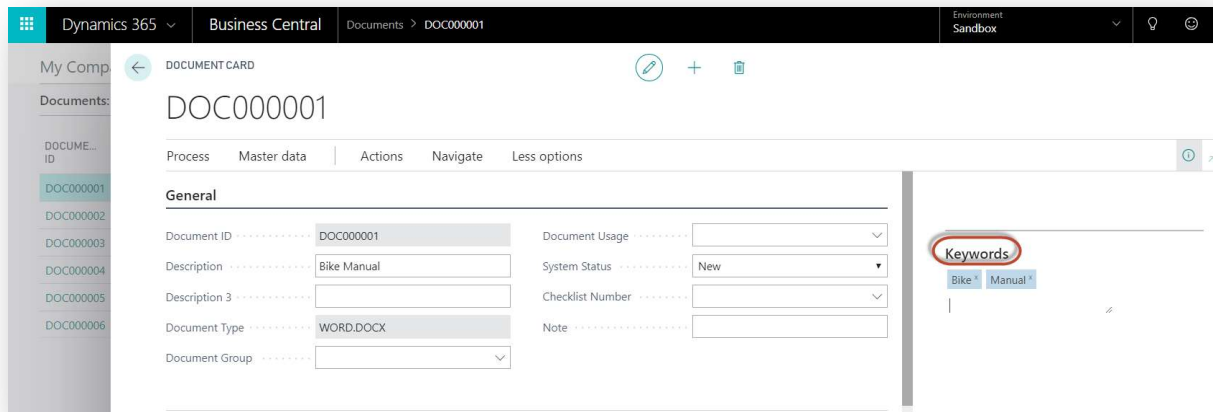 Dynamics 365 Business Central Documents > DOC000001 Environment
Sandbox
My Comp DOCUMENT CARD
Documents: DOC000001
DOCUME...
ID
Process Master data Actions Navigate Less options
DOC000001
DOC000002
DOC000003
DOC000004
DOC000005
DOC000006
General
Document ID DOC000001
Description Bike Manual
Description 3
Document Type WORD.DOCX
Document Group
Document Usage
System Status New
Checklist Number
Note
Keywords
Bike x Manual x